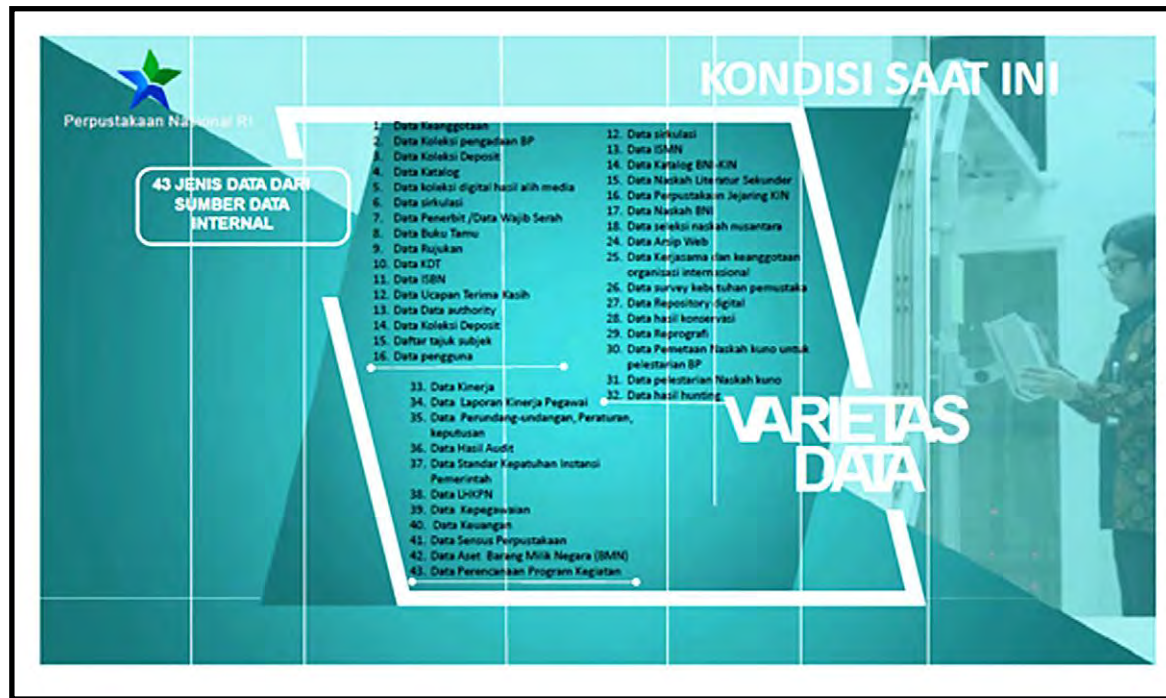 KONDISI SAAT INI
Perpustakaan Nasional RI
43 JENIS DATA DARI
SUMBER DATA
INTERNAL
1. Data Keanggotaan
2. Data Koleksi pengadaan BP
3. Data Koleksi Deposit
4. Data Katalog
5. Data koleksi digital hasil alih media
6. Data sirkulasi
7. Data Penerbit /Data Wajib Serah
8. Data Buku Tamu
9. Data Rujukan
10. Data KDT
11. Data ISBN
12. Data Ucapan Terima Kasih
13. Data Data authority
14. Data Koleksi Deposit
15. Daftar tajuk subjek
16. Data pengguna
12. Data sirkulasi
13. Data ISMN
14. Data Katalog BNI-KIN
15. Data Naskah Literatur Sekunder
16. Data Perpustakaan Jejaring KIN
17. Data Naskah BNI
18. Data seleksi naskah nusantara
24. Data Arsip Web
25. Data Kerjasama dan keanggotaan
organisasi internasional
26. Data survey kebutuhan pemustaka
27. Data Repository digital
28. Data hasil konservasi
29. Data Reprografi
30. Data Pemetaan Naskah kuno untuk
pelestarian BP
31. Data pelestarian Naskah kuno
32. Data hasil hunting
33. Data Kinerja
34. Data Laporan Kinerja Pegawai
35. Data Perundang-undangan, Peraturan,
keputusan
36. Data Hasil Audit
37. Data Standar Kepatuhan Instansi
Pemerintah
38. Data LHKPN
39. Data Kepegawaian
40. Data Keuangan
41. Data Sensus Perpustakaan
42. Data Aset Barang Milik Negara (BMN)
43. Data Perencanaan Program Kegiatan
VARIETAS
DATA